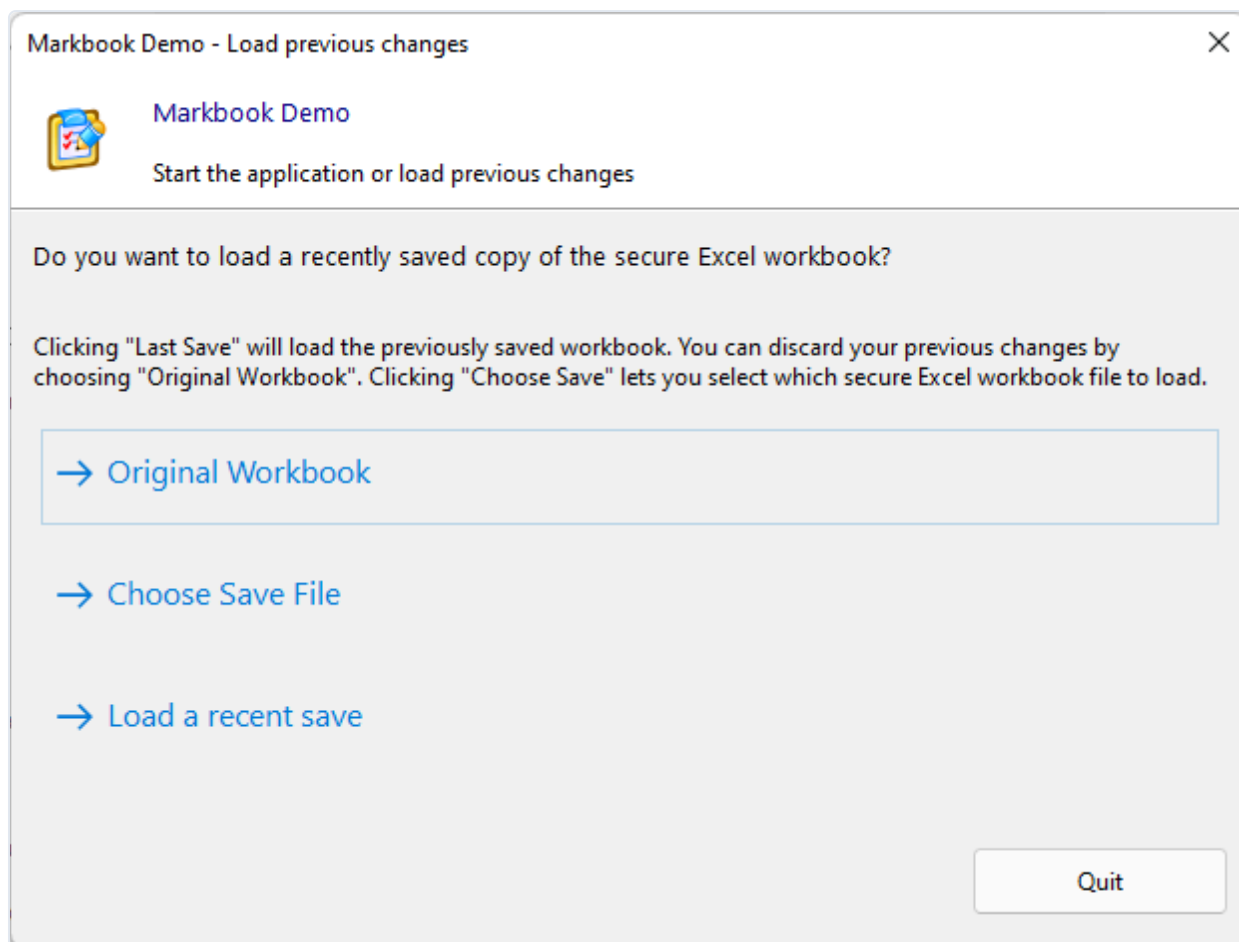 Markbook Demo - Load previous changes
Markbook Demo
Start the application or load previous changes
Do you want to load a recently saved copy of the secure Excel workbook?
Clicking "Last Save" will load the previously saved workbook. You can discard your previous changes by
choosing "Original Workbook". Clicking "Choose Save" lets you select which secure Excel workbook file to load.
Original Workbook
Choose Save File
Load a recent save
Quit